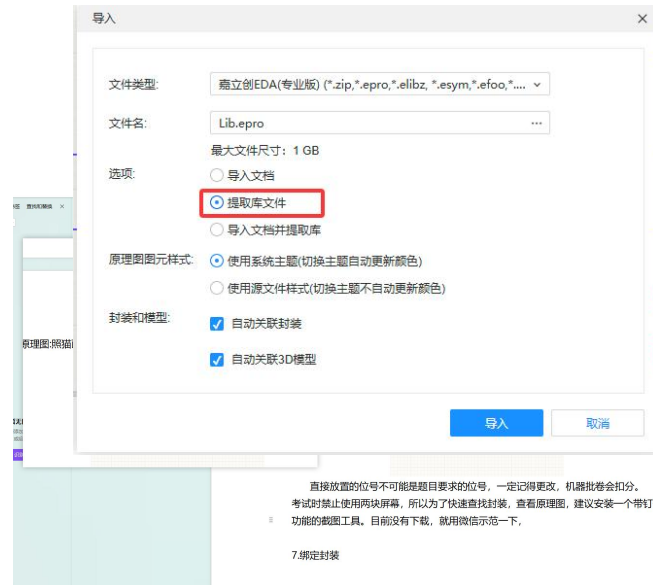 导入
文件类型:
嘉立创EDA(专业版) (*.zip,*.epro,*.elibz, *.esym,*.efoo,*....
文件名:
Lib.epro
最大文件尺寸：1 GB
选项:
导入文档
提取库文件
导入文档并提取库
原理图图元样式:
使用系统主题(切换主题自动更新颜色)
使用源文件样式(切换主题不自动更新颜色)
封装和模型:
自动关联封装
自动关联3D模型
导入
取消
查找和替换
原理图:照猫
直接放置的位号不可能是题目要求的位号，一定记得更改，机器批卷会扣分。
考试时禁止使用两块屏幕，所以为了快速查找封装，查看原理图，建议安装一个带钉
功能的截图工具。目前没有下载，就用微信示范一下，
7.绑定封装